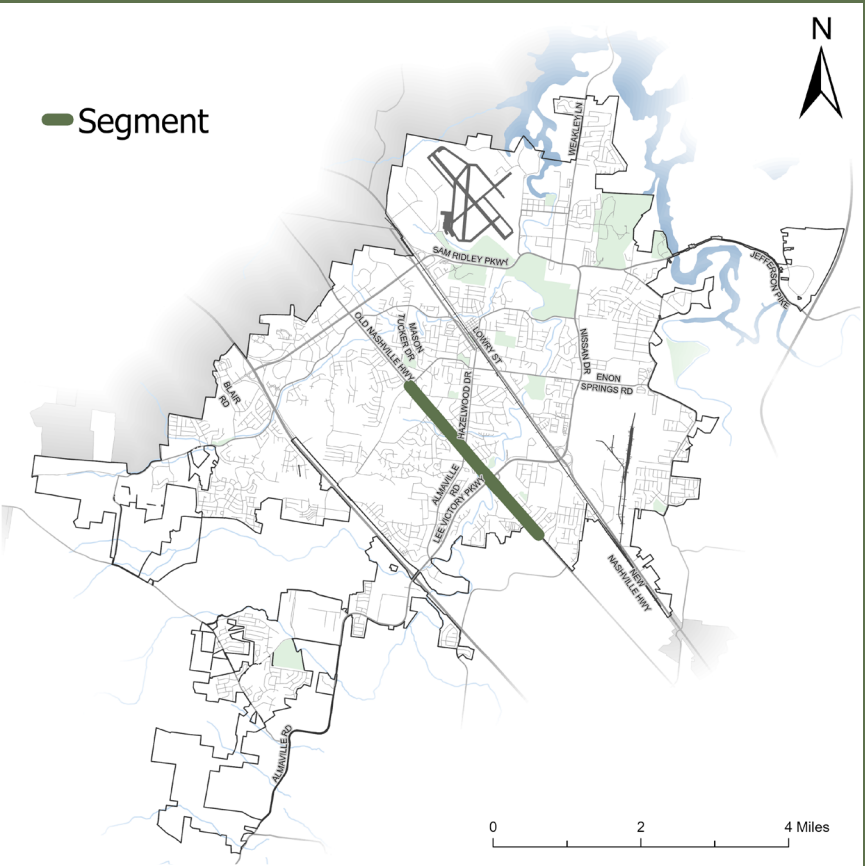 N
Segment
WEAKLEY LN
SAM RIDLEY PKWY
JEFFERSON PIKE
OLD NASHVILLE HWY
MASON
TUCKER DR
LOWRY ST
NISSAN DR
ENON
SPRINGS RD
BLAIR
RD
HAZELWOOD DR
ALMAVILLE
RD
LEE VICTORY PKWY
NEW
NASHVILLE HWY
ALMAVILLE RD
0 2 4 Miles